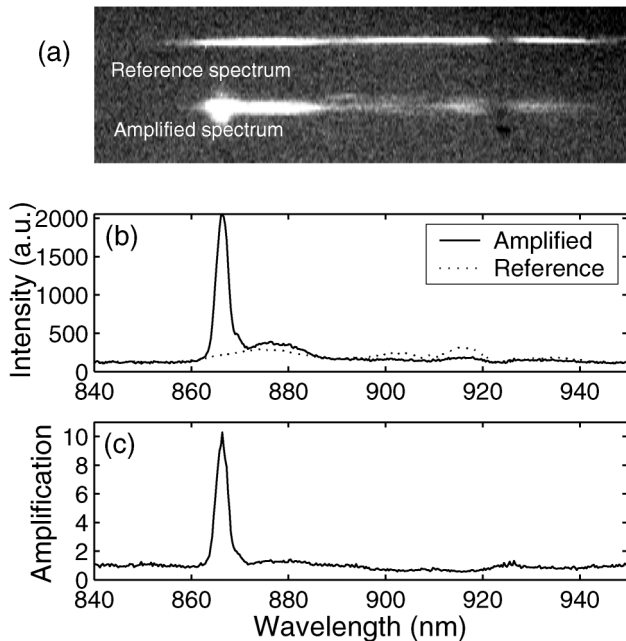 (a)
Reference spectrum
Amplified spectrum
(b)
Intensity (a.u.)
2000
1500
1000
500
0
Amplified
Reference
840 860 880 900 920 940
(c)
Amplification
10
8
6
4
2
0
840 860 880 900 920 940
Wavelength (nm)